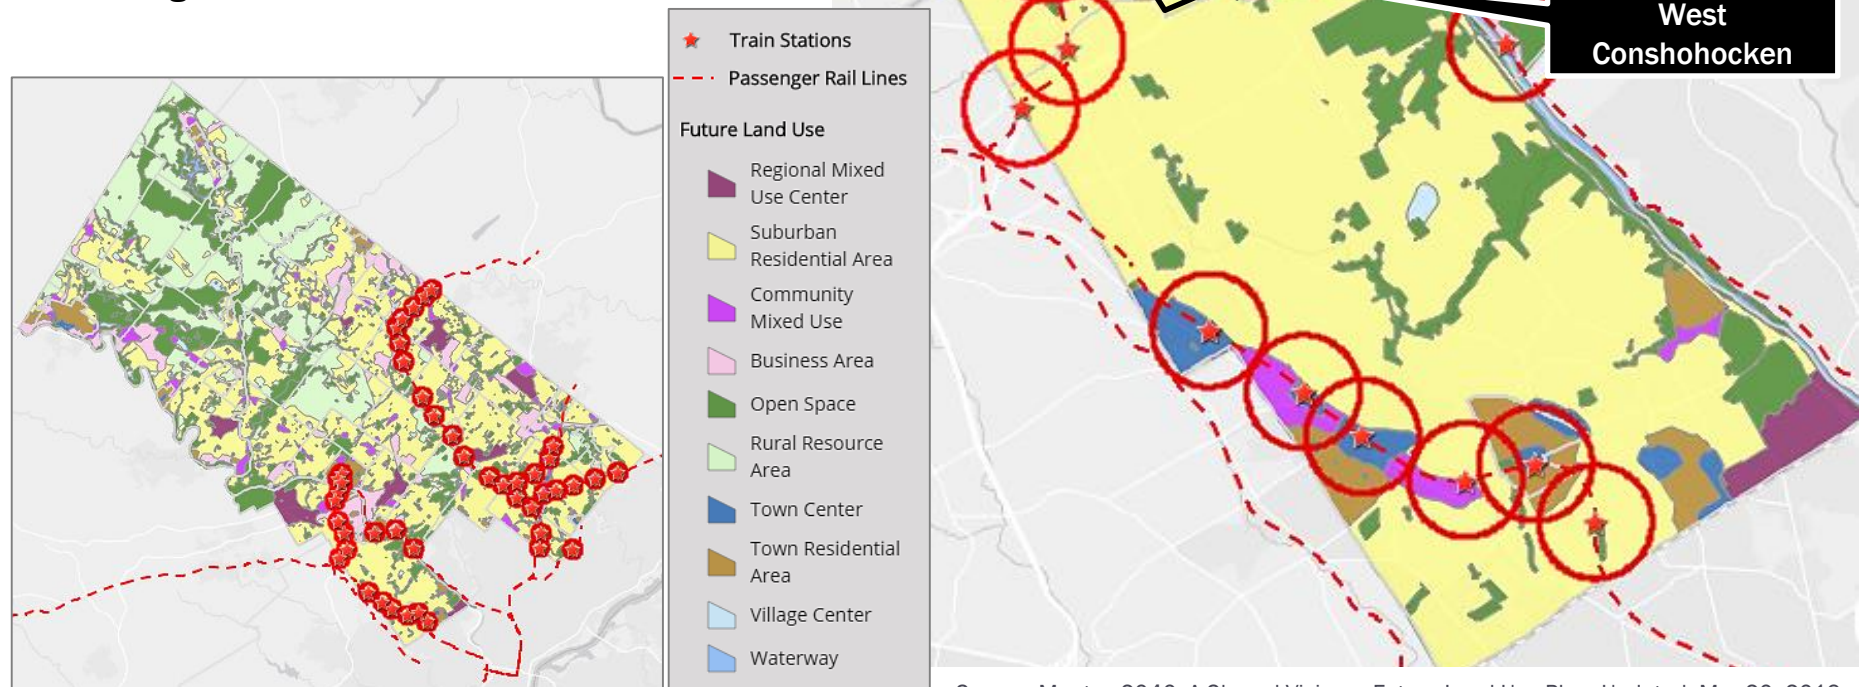 Train Stations
Passenger Rail Lines
Future Land Use
Regional Mixed
Use Center
Suburban
Residential Area
Community
Mixed Use
Business Area
Open Space
Rural Resource
Area
Town Center
Town Residential
Area
Village Center
Waterway
West
Conshohocken